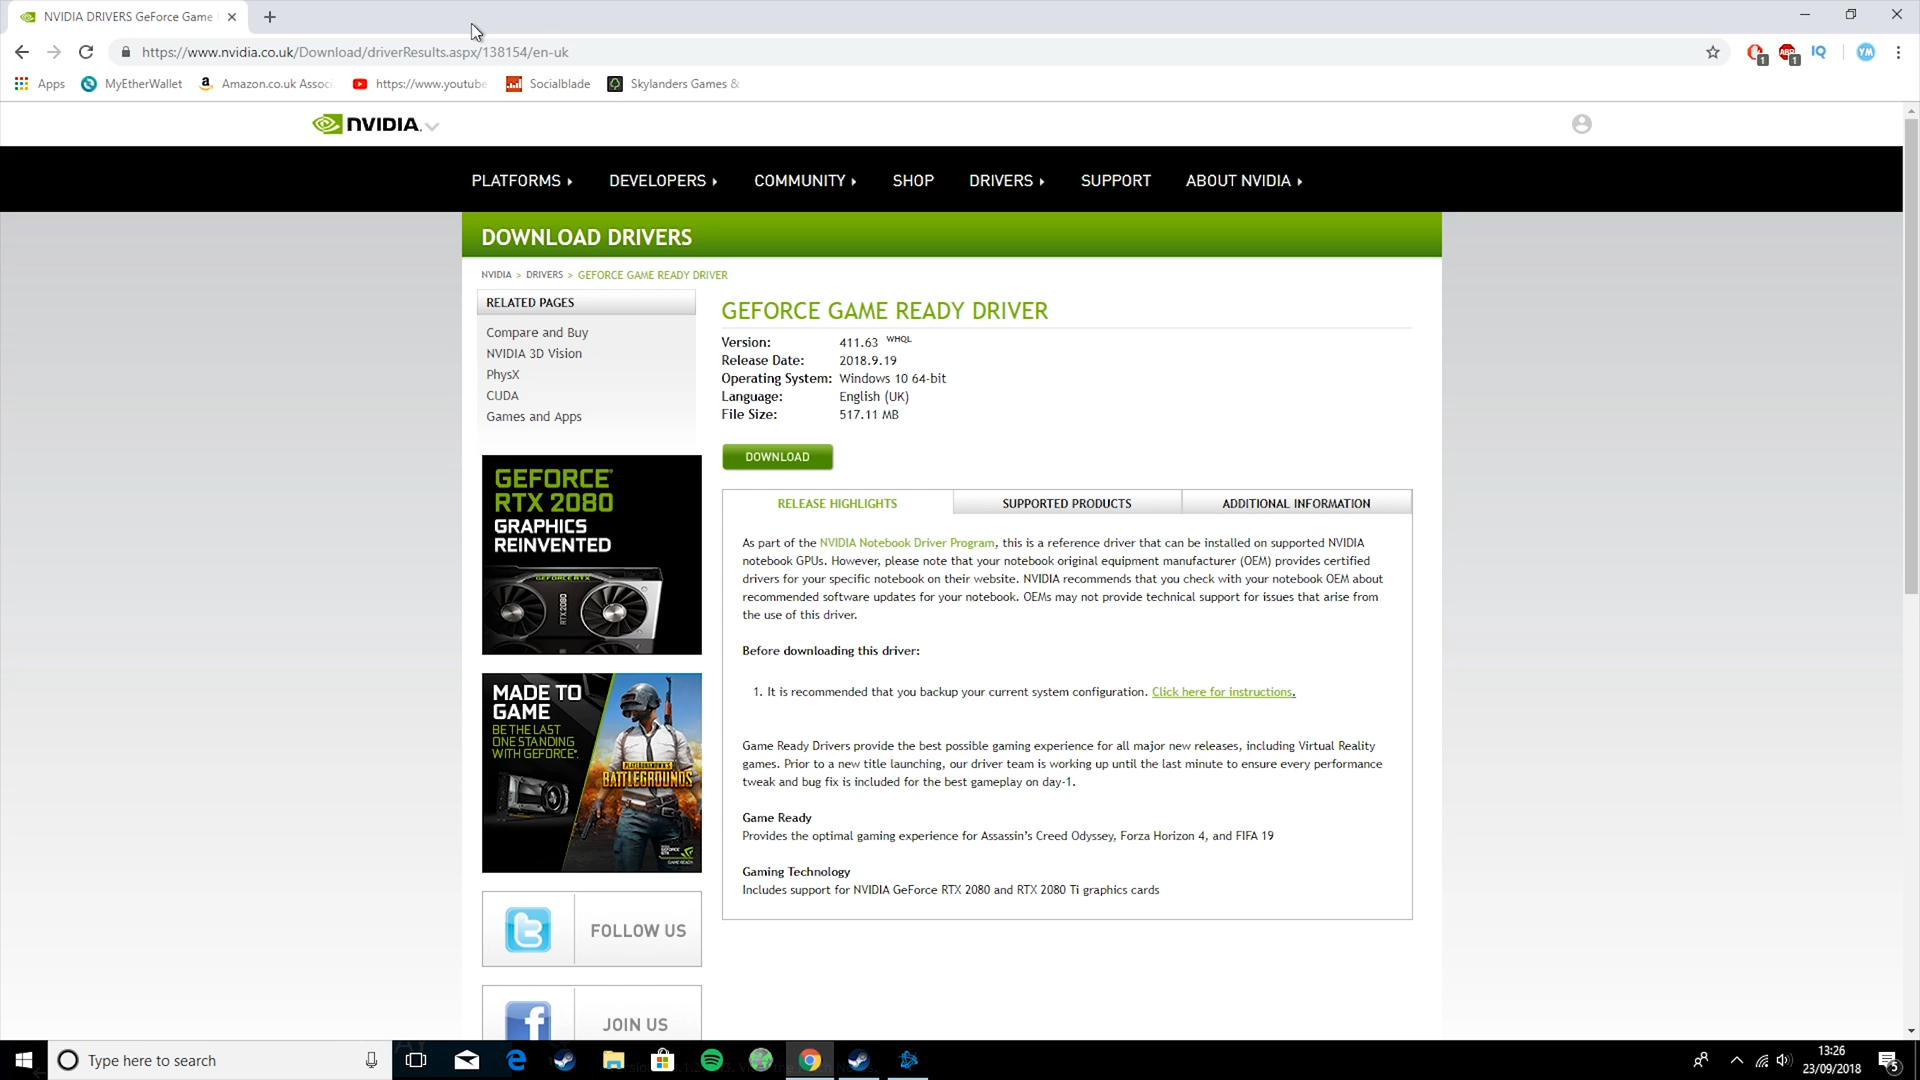 NVIDIA DRIVERS GeForce Game
https://www.nvidia.co.uk/Download/driverResults.aspx/138154/en-uk
1
ABP
1
IQ
YM
Apps
MyEtherWallet
Amazon.co.uk Assoc
https://www.youtube
Socialblade
Skylanders Games &
NVIDIA.
PLATFORMS
DEVELOPERS
COMMUNITY
SHOP
DRIVERS
SUPPORT
ABOUT NVIDIA
DOWNLOAD DRIVERS
NVIDIA > DRIVERS > GEFORCE GAME READY DRIVER
RELATED PAGES
Compare and Buy
NVIDIA 3D Vision
PhysX
CUDA
Games and Apps
GEFORCE GAME READY DRIVER
Version: 411.63 WHQL
Release Date: 2018.9.19
Operating System: Windows 10 64-bit
Language: English (UK)
File Size: 517.11 MB
DOWNLOAD
RELEASE HIGHLIGHTS
SUPPORTED PRODUCTS
ADDITIONAL INFORMATION
As part of the NVIDIA Notebook Driver Program, this is a reference driver that can be installed on supported NVIDIA
notebook GPUs. However, please note that your notebook original equipment manufacturer (OEM) provides certified
drivers for your specific notebook on their website. NVIDIA recommends that you check with your notebook OEM about
recommended software updates for your notebook. OEMs may not provide technical support for issues that arise from
the use of this driver.
Before downloading this driver:
1. It is recommended that you backup your current system configuration. Click here for instructions.
Game Ready Drivers provide the best possible gaming experience for all major new releases, including Virtual Reality
games. Prior to a new title launching, our driver team is working up until the last minute to ensure every performance
tweak and bug fix is included for the best gameplay on day-1.
Game Ready
Provides the optimal gaming experience for Assassin's Creed Odyssey, Forza Horizon 4, and FIFA 19
Gaming Technology
Includes support for NVIDIA GeForce RTX 2080 and RTX 2080 Ti graphics cards
GEFORCE
RTX 2080
GRAPHICS
REINVENTED
GEFORCE RTX
RTX 2080
MADE TO
GAME
BE THE LAST
ONE STANDING
WITH GEFORCE®.
PLAYERUNKNOWN'S
BATTLEGROUNDS
GEFORCE
GTX
GAME READY
FOLLOW US
JOIN US
Type here to search
13:26
23/09/2018
5